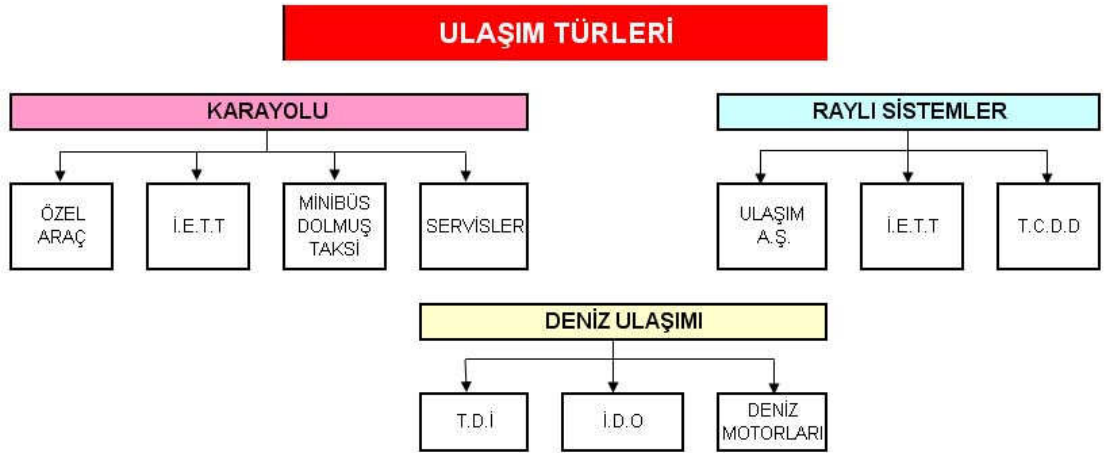 ULAŞIM TÜRLERİ
KARAYOLU
ÖZEL
ARAÇ
İ.E.T.T
MİNİBÜS
DOLMUŞ
TAKSİ
SERVİSLER
RAYLI SİSTEMLER
ULAŞIM
A.Ş.
İ.E.T.T
T.C.D.D
DENİZ ULAŞIMI
T.D.İ
İ.D.O
DENİZ
MOTORLARI